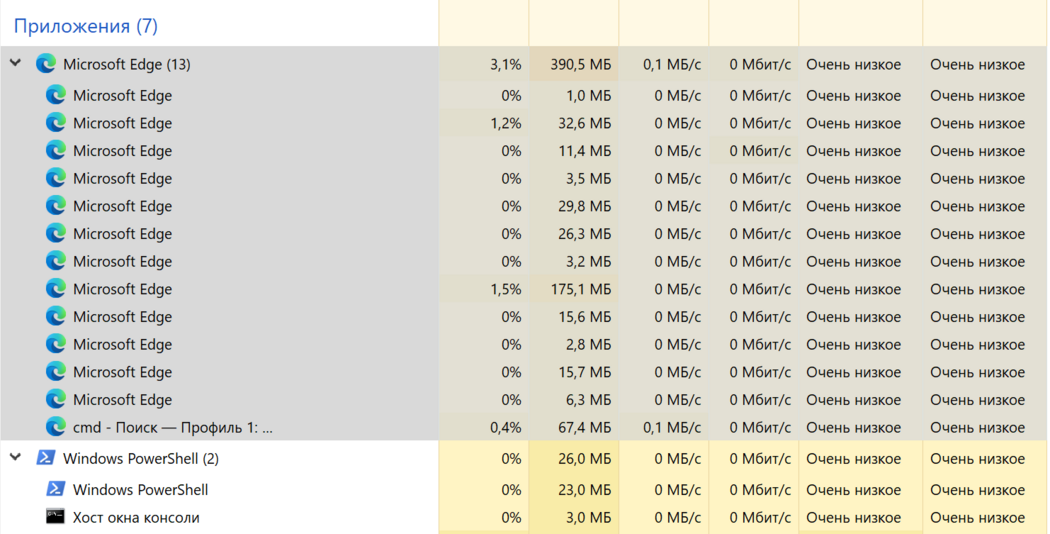 Приложения (7)
Microsoft Edge (13) 3,1% 390,5 МБ 0,1 МБ/с 0 Мбит/с Очень низкое Очень низкое
Microsoft Edge 0% 1,0 МБ 0 МБ/с 0 Мбит/с Очень низкое Очень низкое
Microsoft Edge 1,2% 32,6 МБ 0 МБ/с 0 Мбит/с Очень низкое Очень низкое
Microsoft Edge 0% 11,4 МБ 0 МБ/с 0 Мбит/с Очень низкое Очень низкое
Microsoft Edge 0% 3,5 МБ 0 МБ/с 0 Мбит/с Очень низкое Очень низкое
Microsoft Edge 0% 29,8 МБ 0 МБ/с 0 Мбит/с Очень низкое Очень низкое
Microsoft Edge 0% 26,3 МБ 0 МБ/с 0 Мбит/с Очень низкое Очень низкое
Microsoft Edge 0% 3,2 МБ 0 МБ/с 0 Мбит/с Очень низкое Очень низкое
Microsoft Edge 1,5% 175,1 МБ 0 МБ/с 0 Мбит/с Очень низкое Очень низкое
Microsoft Edge 0% 15,6 МБ 0 МБ/с 0 Мбит/с Очень низкое Очень низкое
Microsoft Edge 0% 2,8 МБ 0 МБ/с 0 Мбит/с Очень низкое Очень низкое
Microsoft Edge 0% 15,7 МБ 0 МБ/с 0 Мбит/с Очень низкое Очень низкое
Microsoft Edge 0% 6,3 МБ 0 МБ/с 0 Мбит/с Очень низкое Очень низкое
cmd - Поиск — Профиль 1: ... 0,4% 67,4 МБ 0,1 МБ/с 0 Мбит/с Очень низкое Очень низкое
Windows PowerShell (2) 0% 26,0 МБ 0 МБ/с 0 Мбит/с Очень низкое Очень низкое
Windows PowerShell 0% 23,0 МБ 0 МБ/с 0 Мбит/с Очень низкое Очень низкое
Хост окна консоли 0% 3,0 МБ 0 МБ/с 0 Мбит/с Очень низкое Очень низкое